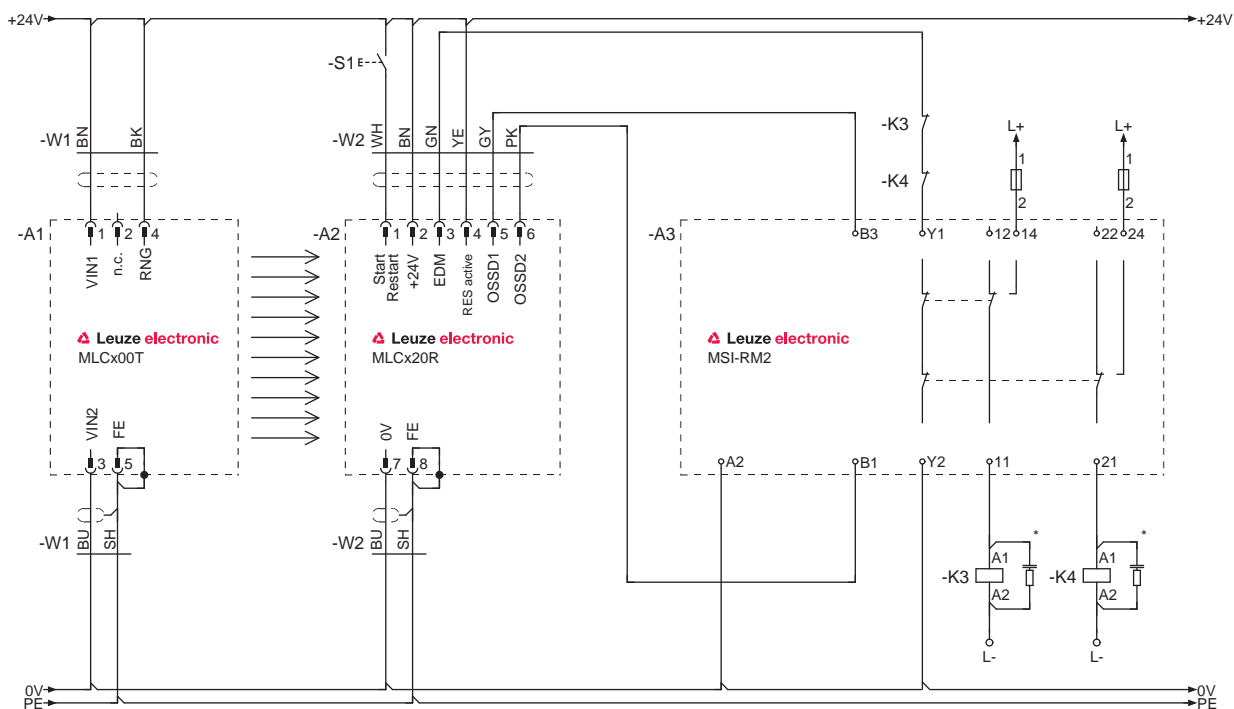 +24V +24V
-S1
-K3
-K4
L+ L+
1 1
2 2
-W1 BN BK
-W2 WH BN GN YE GY PK
-A1 1 2 4
VIN1 n.c. RNG
-A2 1 2 3 4 5 6
Start
Restart
+24V
EDM
RES active
OSSD1
OSSD2
-A3 B3 Y1 12 14 22 24
Leuze electronic
MLCx00T
Leuze electronic
MLCx20R
Leuze electronic
MSI-RM2
VIN2 FE
3 5
0V FE
7 8
A2 B1 Y2 11 21
-W1 BU SH
-W2 BU SH
* *
-K3 A1
A2
-K4 A1
A2
L- L-
0V 0V
PE PE